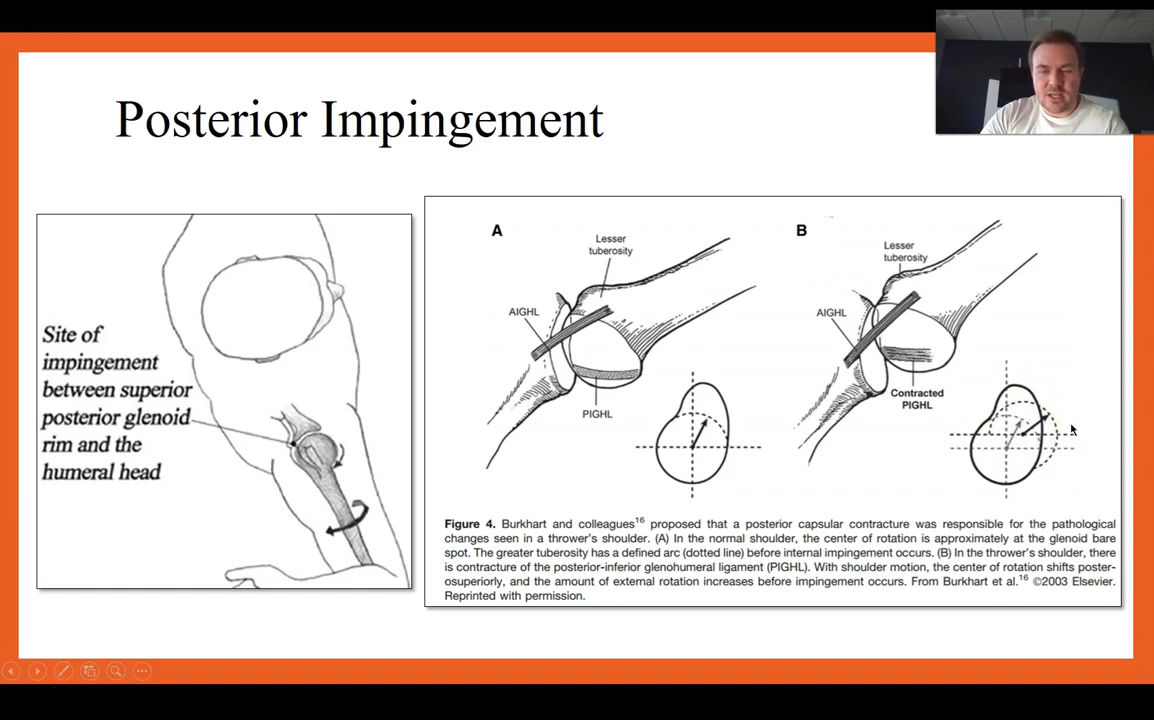 Posterior Impingement
Site of
impingement
between superior
posterior glenoid
rim and the
humeral head
A
Lesser
tuberosity
AIGHL
PIGHL
B
Lesser
tuberosity
AIGHL
Contracted
PIGHL
Figure 4. Burkhart and colleagues16 proposed that a posterior capsular contracture was responsible for the pathological
changes seen in a thrower's shoulder. (A) In the normal shoulder, the center of rotation is approximately at the glenoid bare
spot. The greater tuberosity has a defined arc (dotted line) before internal impingement occurs. (B) In the thrower's shoulder, there
is contracture of the posterior-inferior glenohumeral ligament (PIGHL). With shoulder motion, the center of rotation shifts poster-
osuperiorly, and the amount of external rotation increases before impingement occurs. From Burkhart et al.16 ©2003 Elsevier.
Reprinted with permission.